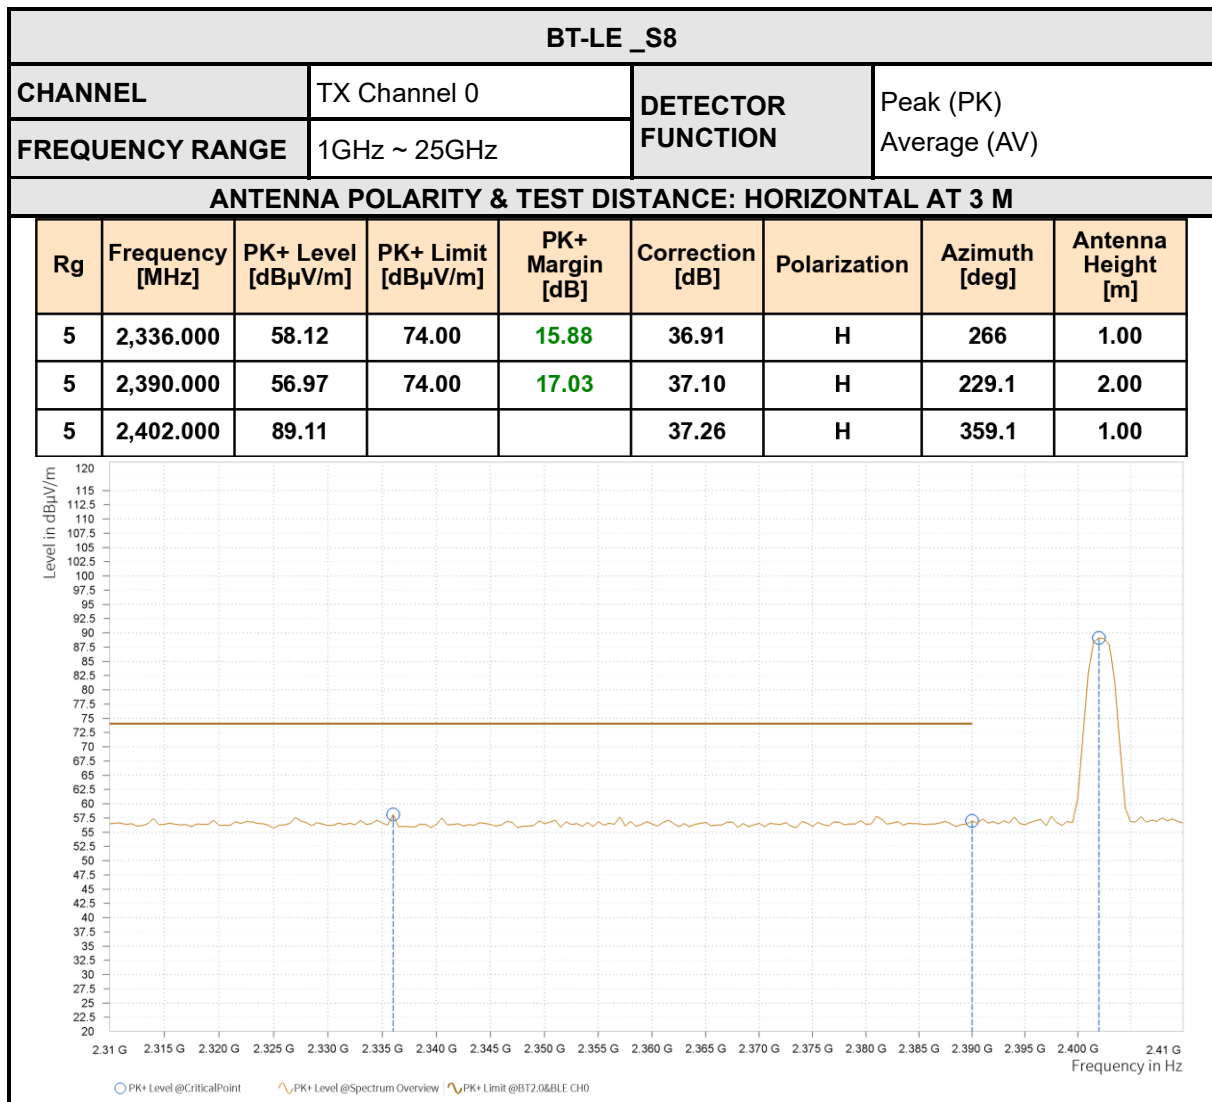 BT-LE _S8
CHANNEL TX Channel 0
DETECTOR FUNCTION
Peak (PK)
Average (AV)
FREQUENCY RANGE 1GHz ~ 25GHz
ANTENNA POLARITY & TEST DISTANCE: HORIZONTAL AT 3 M
Rg Frequency [MHz] PK+ Level [dBµV/m] PK+ Limit [dBµV/m] PK+ Margin [dB] Correction [dB] Polarization Azimuth [deg] Antenna Height [m]
5 2,336.000 58.12 74.00 15.88 36.91 H 266 1.00
5 2,390.000 56.97 74.00 17.03 37.10 H 229.1 2.00
5 2,402.000 89.11 37.26 H 359.1 1.00
Level in dBµV/m
120
115
112.5
110
107.5
105
102.5
100
97.5
95
92.5
90
87.5
85
82.5
80
77.5
75
72.5
70
67.5
65
62.5
60
57.5
55
52.5
50
47.5
45
42.5
40
37.5
35
32.5
30
27.5
25
22.5
20
2.31 G 2.315 G 2.320 G 2.325 G 2.330 G 2.335 G 2.340 G 2.345 G 2.350 G 2.355 G 2.360 G 2.365 G 2.370 G 2.375 G 2.380 G 2.385 G 2.390 G 2.395 G 2.400 G 2.41 G
Frequency in Hz
PK+ Level @CriticalPoint PK+ Level @Spectrum Overview PK+ Limit @BT2.0&BLE CH0